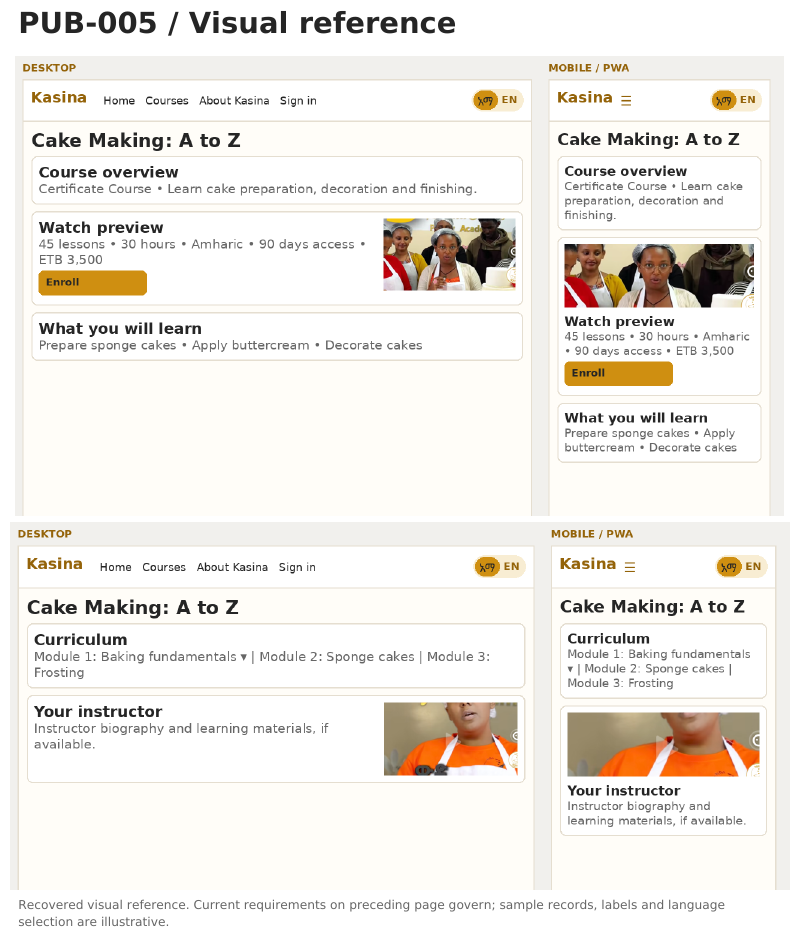 PUB-005 / Visual reference
DESKTOP
Kasina Home Courses About Kasina Sign in አማ EN
Cake Making: A to Z
Course overview
Certificate Course • Learn cake preparation, decoration and finishing.
Watch preview
45 lessons • 30 hours • Amharic • 90 days access •
ETB 3,500
Enroll
What you will learn
Prepare sponge cakes • Apply buttercream • Decorate cakes
MOBILE / PWA
Kasina ☰ አማ EN
Cake Making: A to Z
Course overview
Certificate Course • Learn cake
preparation, decoration and
finishing.
Watch preview
45 lessons • 30 hours • Amharic
• 90 days access • ETB 3,500
Enroll
What you will learn
Prepare sponge cakes • Apply
buttercream • Decorate cakes
DESKTOP
Kasina Home Courses About Kasina Sign in አማ EN
Cake Making: A to Z
Curriculum
Module 1: Baking fundamentals ▾ | Module 2: Sponge cakes | Module 3:
Frosting
Your instructor
Instructor biography and learning materials, if
available.
MOBILE / PWA
Kasina ☰ አማ EN
Cake Making: A to Z
Curriculum
Module 1: Baking fundamentals
▾ | Module 2: Sponge cakes |
Module 3: Frosting
Your instructor
Instructor biography and
learning materials, if available.
Recovered visual reference. Current requirements on preceding page govern; sample records, labels and language
selection are illustrative.